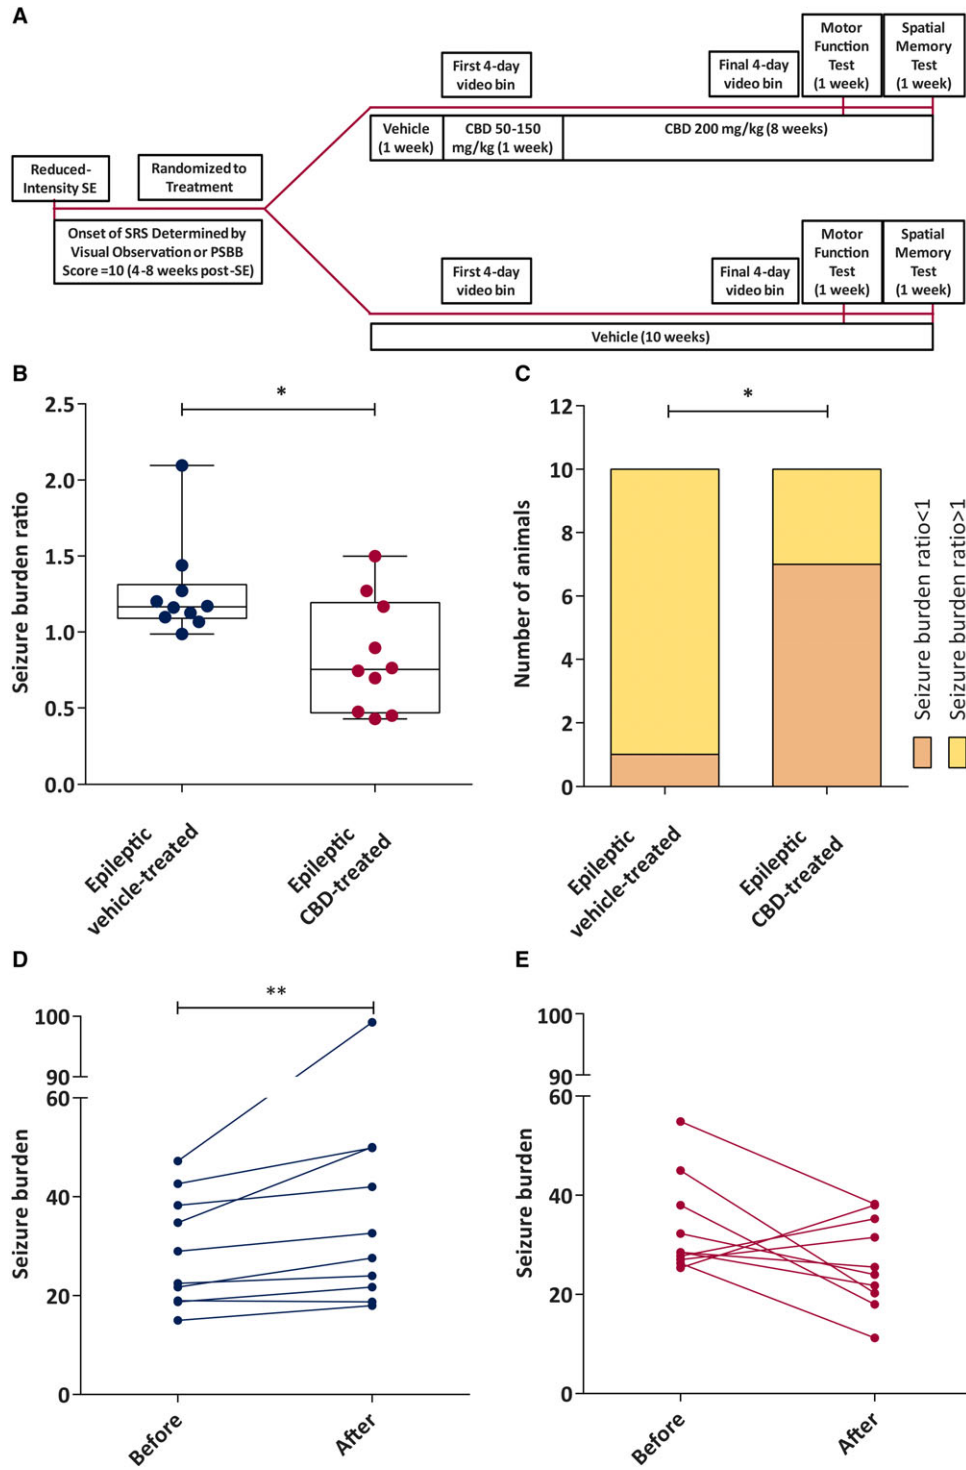 A
First 4-day
video bin
Final 4-day
video bin
Motor
Function
Test
(1 week)
Spatial
Memory
Test
(1 week)
Vehicle
(1 week)
CBD 50-150
mg/kg (1 week)
CBD 200 mg/kg (8 weeks)
Reduced-
Intensity SE
Randomized to
Treatment
Onset of SRS Determined by
Visual Observation or PSBB
Score =10 (4-8 weeks post-SE)
First 4-day
video bin
Final 4-day
video bin
Motor
Function
Test
(1 week)
Spatial
Memory
Test
(1 week)
Vehicle (10 weeks)
B
*
Seizure burden ratio
2.5
2.0
1.5
1.0
0.5
0.0
Epileptic
vehicle-treated
Epileptic
CBD-treated
C
*
Number of animals
12
10
8
6
4
2
0
Epileptic
vehicle-treated
Epileptic
CBD-treated
Seizure burden ratio<1
Seizure burden ratio>1
D
**
Seizure burden
100
90
60
40
20
0
Before
After
E
Seizure burden
100
90
60
40
20
0
Before
After